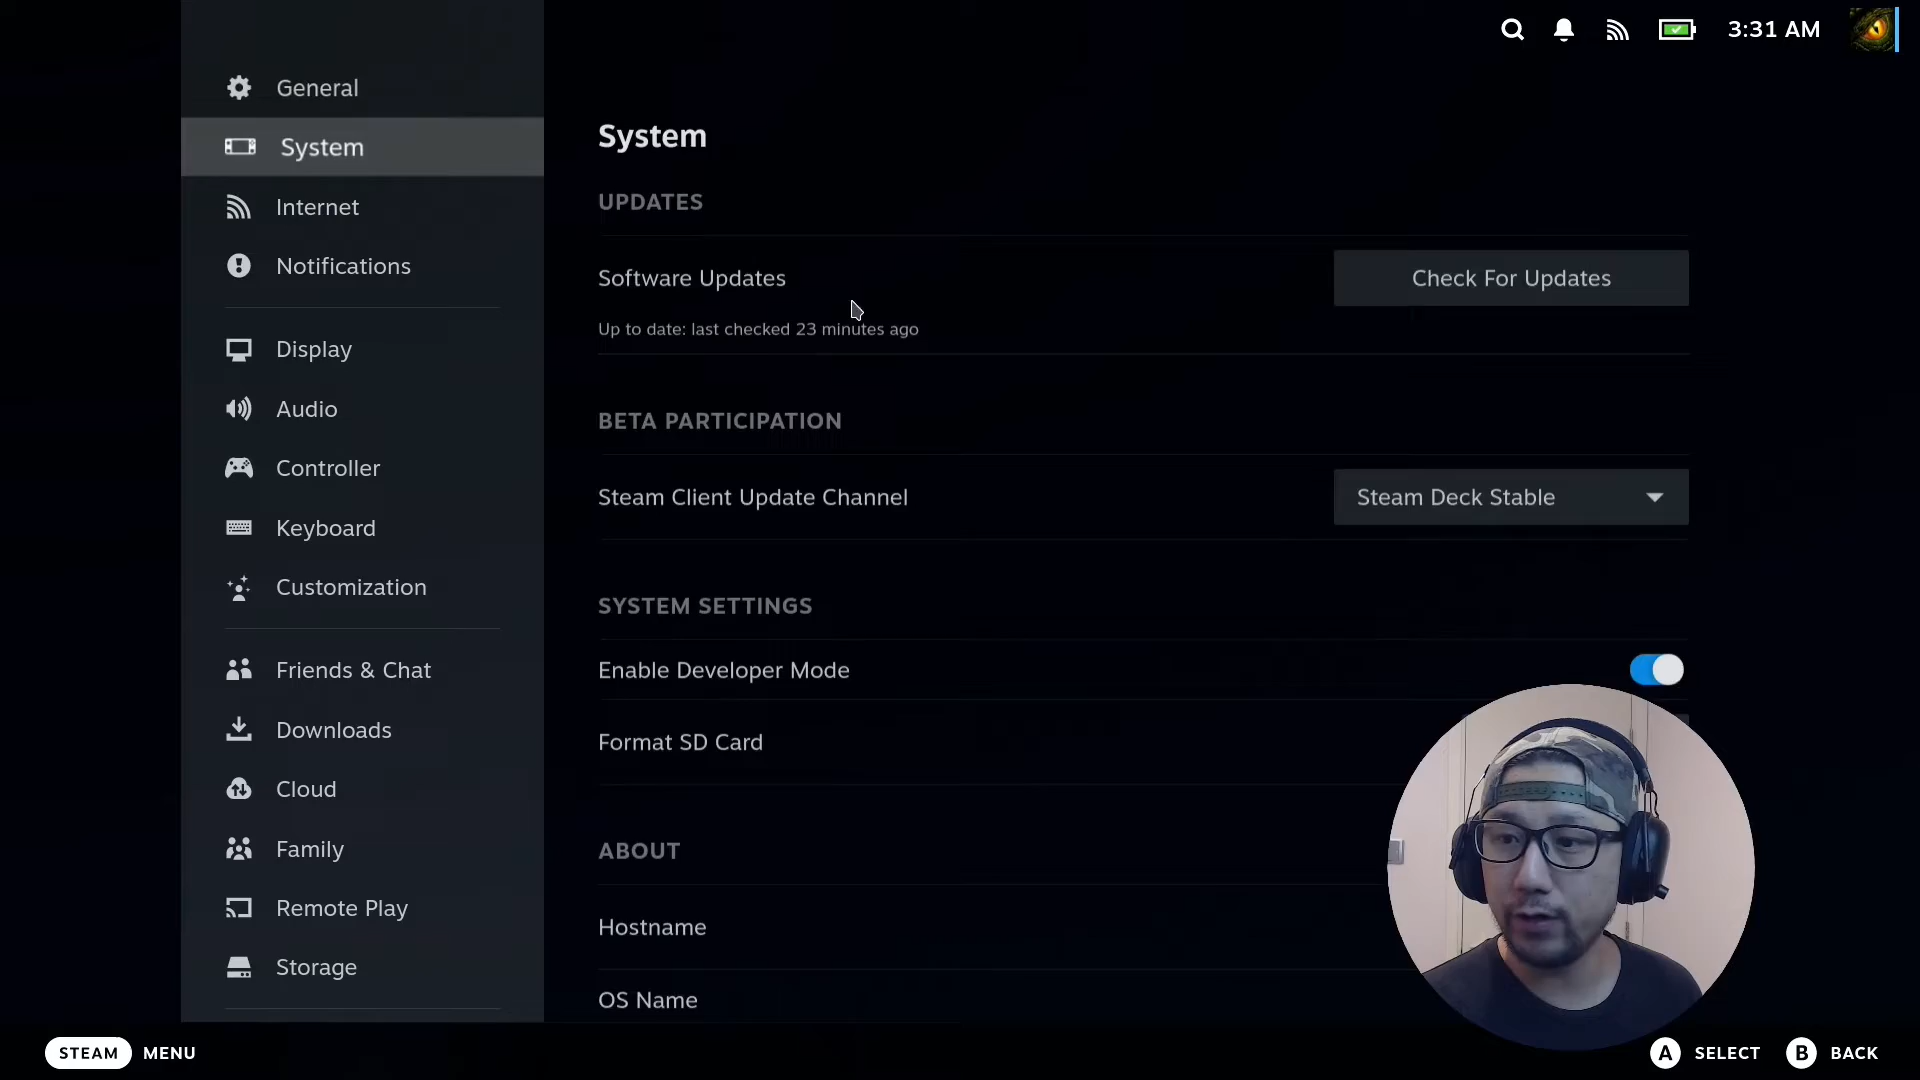 3:31 AM
General
System
Internet
Notifications
Display
Audio
Controller
Keyboard
Customization
Friends & Chat
Downloads
Cloud
Family
Remote Play
Storage
System
UPDATES
Software Updates
Check For Updates
Up to date: last checked 23 minutes ago
BETA PARTICIPATION
Steam Client Update Channel
Steam Deck Stable
SYSTEM SETTINGS
Enable Developer Mode
Format SD Card
ABOUT
Hostname
OS Name
STEAM MENU
A SELECT B BACK